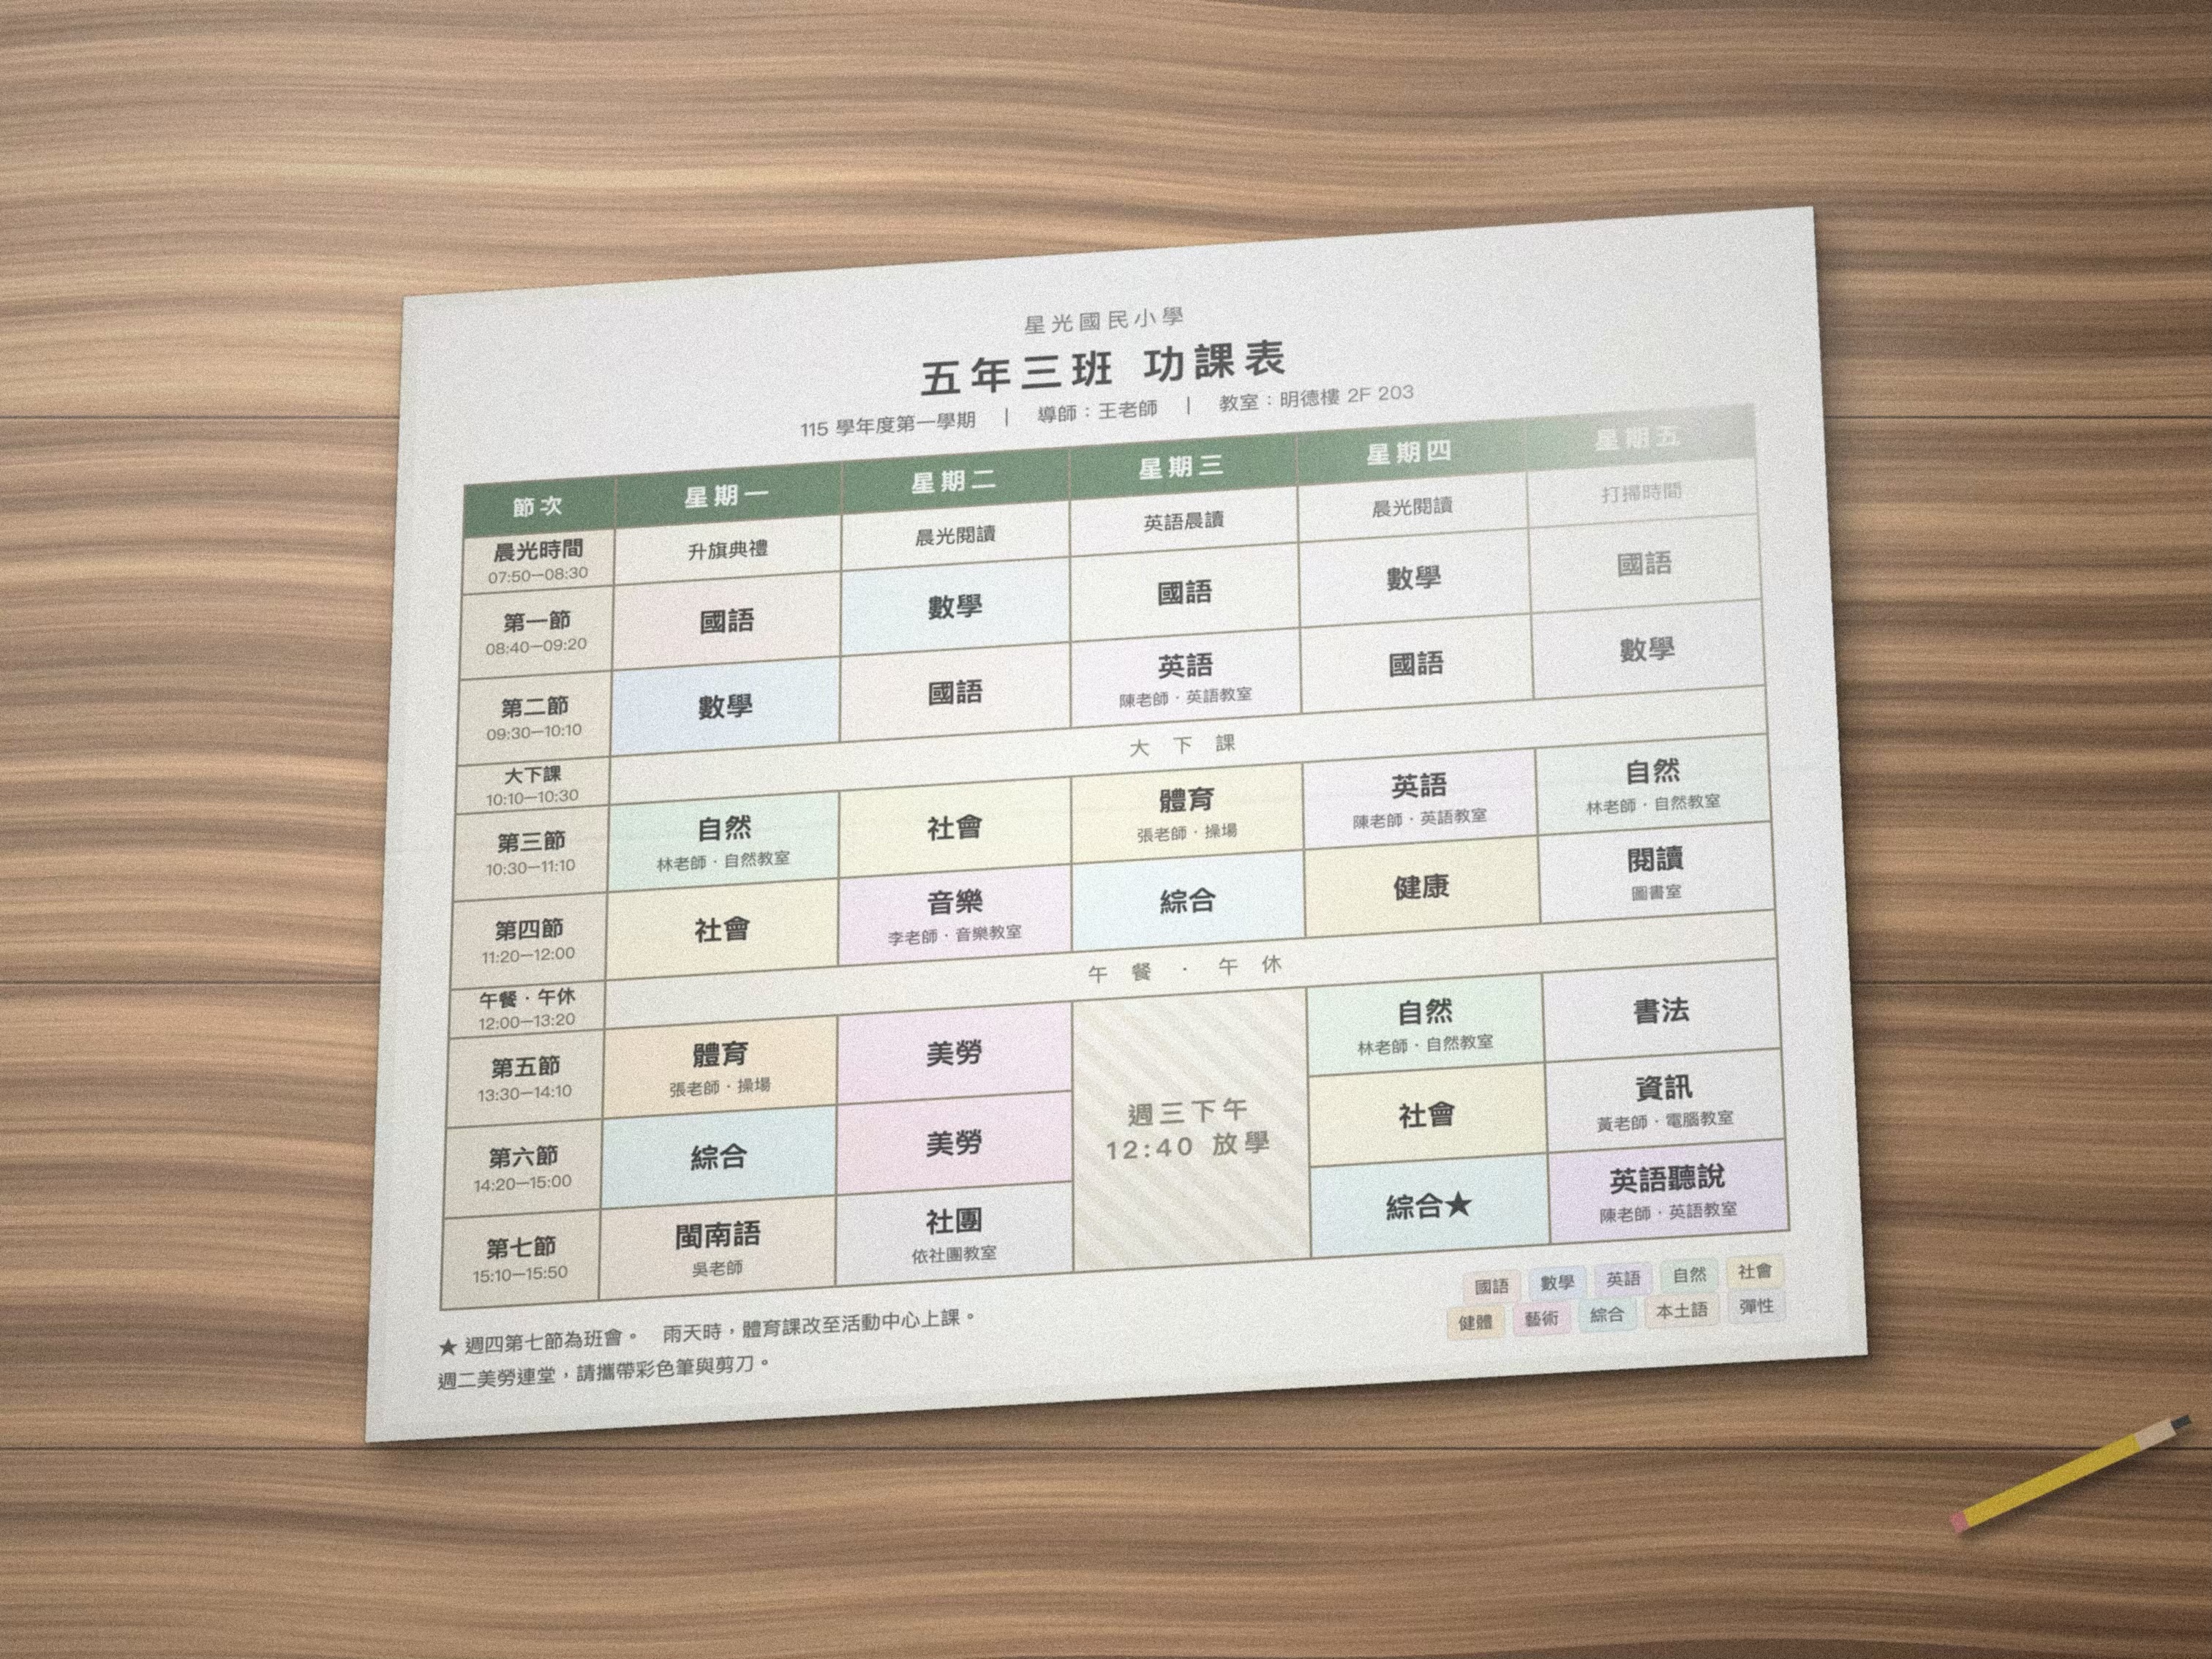 星光國民小學
五年三班 功課表
115 學年度第一學期 | 導師：王老師 | 教室：明德樓 2F 203
節次 星期一 星期二 星期三 星期四 星期五
晨光時間 升旗典禮 晨光閱讀 英語晨讀 晨光閱讀 打掃時間
07:50—08:30
第一節 國語 數學 國語 數學 國語
08:40—09:20
第二節 數學 國語 英語 國語 數學
09:30—10:10 陳老師·英語教室
大下課 大下課
10:10—10:30
第三節 自然 社會 體育 英語 自然
10:30—11:10 林老師·自然教室 張老師·操場 陳老師·英語教室 林老師·自然教室
第四節 社會 音樂 綜合 健康 閱讀
11:20—12:00 李老師·音樂教室 圖書室
午餐·午休 午餐·午休
12:00—13:20
第五節 體育 美勞 自然 書法
13:30—14:10 張老師·操場 林老師·自然教室
週三下午
12:40 放學
第六節 綜合 美勞 社會 資訊
14:20—15:00 黃老師·電腦教室
第七節 閩南語 社團 綜合★ 英語聽說
15:10—15:50 吳老師 依社團教室 陳老師·英語教室
★ 週四第七節為班會。 雨天時，體育課改至活動中心上課。
週二美勞連堂，請攜帶彩色筆與剪刀。
國語 數學 英語 自然 社會
健體 藝術 綜合 本土語 彈性